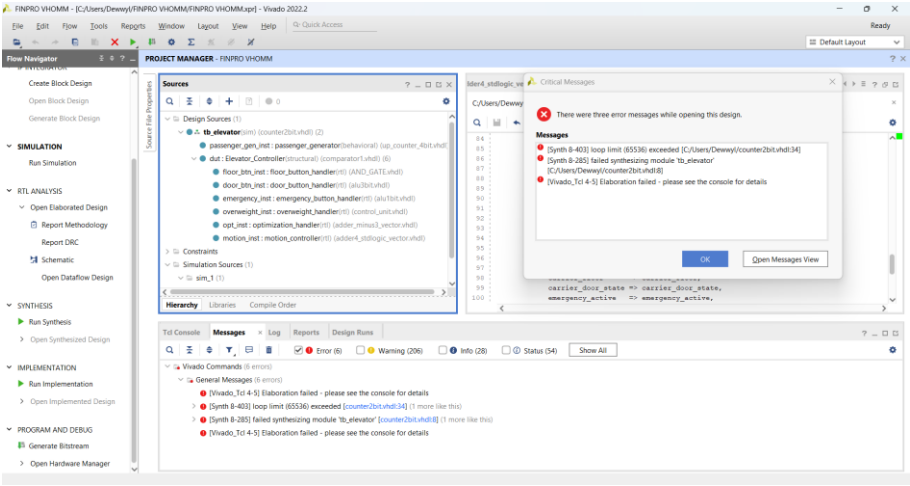 FINPRO VHOMM - [C:/Users/Dewwyl/FINPRO VHOMM/FINPRO VHOMM.xpr] - Vivado 2022.2
File Edit Flow Tools Reports Window Layout View Help Quick Access
Ready
Default Layout
Flow Navigator
PROJECT MANAGER - FINPRO VHOMM
IP INTEGRATOR
Create Block Design
Open Block Design
Generate Block Design
SIMULATION
Run Simulation
RTL ANALYSIS
Open Elaborated Design
Report Methodology
Report DRC
Schematic
Open Dataflow Design
SYNTHESIS
Run Synthesis
Open Synthesized Design
IMPLEMENTATION
Run Implementation
Open Implemented Design
PROGRAM AND DEBUG
Generate Bitstream
Open Hardware Manager
Source File Properties
Sources
0
Design Sources (1)
tb_elevator(sim) (counter2bit.vhdl) (2)
passenger_gen_inst : passenger_generator(behavioral) (up_counter_4bit.vhdl)
dut : Elevator_Controller(structural) (comparator1.vhdl) (6)
floor_btn_inst : floor_button_handler(rtl) (AND_GATE.vhdl)
door_btn_inst : door_button_handler(rtl) (alu3bit.vhdl)
emergency_inst : emergency_button_handler(rtl) (alu1bit.vhdl)
overweight_inst : overweight_handler(rtl) (control_unit.vhdl)
opt_inst : optimization_handler(rtl) (adder_minus3_vector.vhdl)
motion_inst : motion_controller(rtl) (adder4_stdlogic_vector.vhdl)
Constraints
Simulation Sources (1)
sim_1 (1)
Hierarchy Libraries Compile Order
lder4_stdlogic_ve
C:/Users/Dewwy
84
85
86
87
88
89
90
91
92
93
94
95
96
97
98
99 carrier_door_state => carrier_door_state,
100 emergency_active => emergency_active,
Critical Messages
There were three error messages while opening this design.
Messages
[Synth 8-403] loop limit (65536) exceeded [C:/Users/Dewwyl/counter2bit.vhdl:34]
[Synth 8-285] failed synthesizing module 'tb_elevator'
[C:/Users/Dewwyl/counter2bit.vhdl:8]
[Vivado_Tcl 4-5] Elaboration failed - please see the console for details
OK
Open Messages View
Tcl Console Messages Log Reports Design Runs
Error (6) Warning (206) Info (28) Status (54) Show All
Vivado Commands (6 errors)
General Messages (6 errors)
[Vivado_Tcl 4-5] Elaboration failed - please see the console for details
[Synth 8-403] loop limit (65536) exceeded [counter2bit.vhdl:34] (1 more like this)
[Synth 8-285] failed synthesizing module 'tb_elevator' [counter2bit.vhdl:8] (1 more like this)
[Vivado_Tcl 4-5] Elaboration failed - please see the console for details